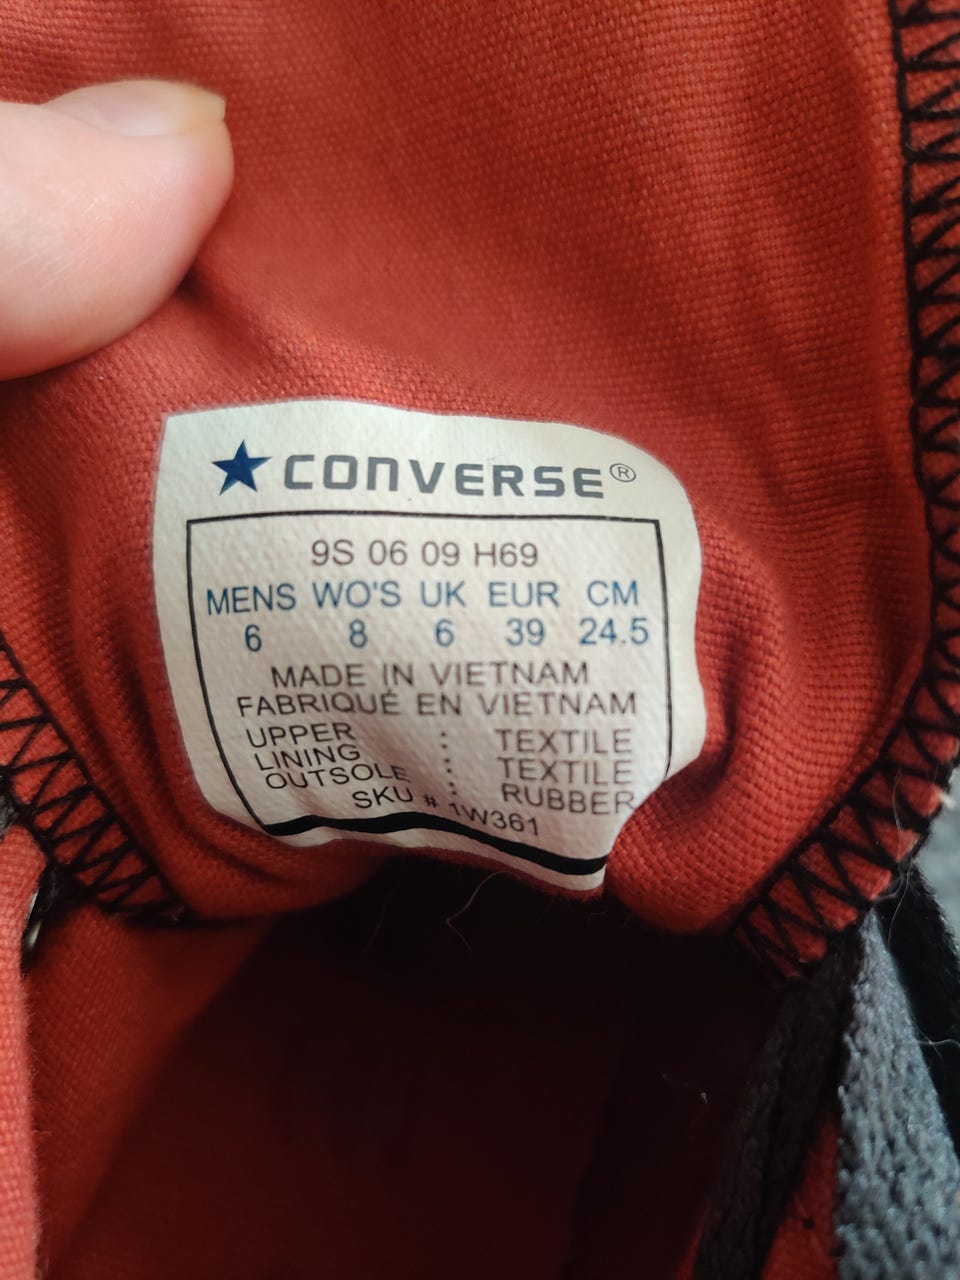 CONVERSE®
9S 06 09 H69
MENS WO'S UK EUR CM
6 8 6 39 24.5
MADE IN VIETNAM
FABRIQUÉ EN VIETNAM
UPPER : TEXTILE
LINING : TEXTILE
OUTSOLE : RUBBER
SKU # 1W361